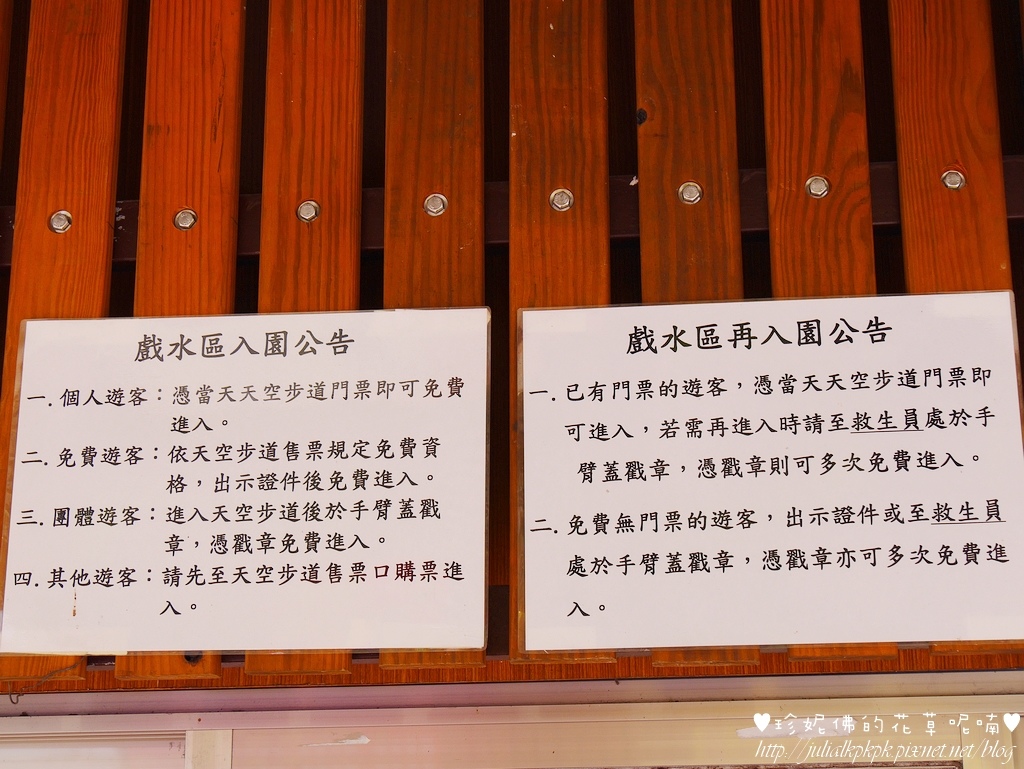 戲水區入園公告
一.個人遊客：憑當天天空步道門票即可免費
進入。
二.免費遊客：依天空步道售票規定免費資
格，出示證件後免費進入。
三.團體遊客：進入天空步道後於手臂蓋戳
章，憑戳章免費進入。
四.其他遊客：請先至天空步道售票口購票進
入。
戲水區再入園公告
一.已有門票的遊客，憑當天天空步道門票即
可進入，若需再進入時請至救生員處於手
臂蓋戳章，憑戳章則可多次免費進入。
二.免費無門票的遊客，出示證件或至救生員
處於手臂蓋戳章，憑戳章亦可多次免費進
入。
♥珍妮佛的花草呢喃♥
http://julialkpkpk.pixnet.net/blog